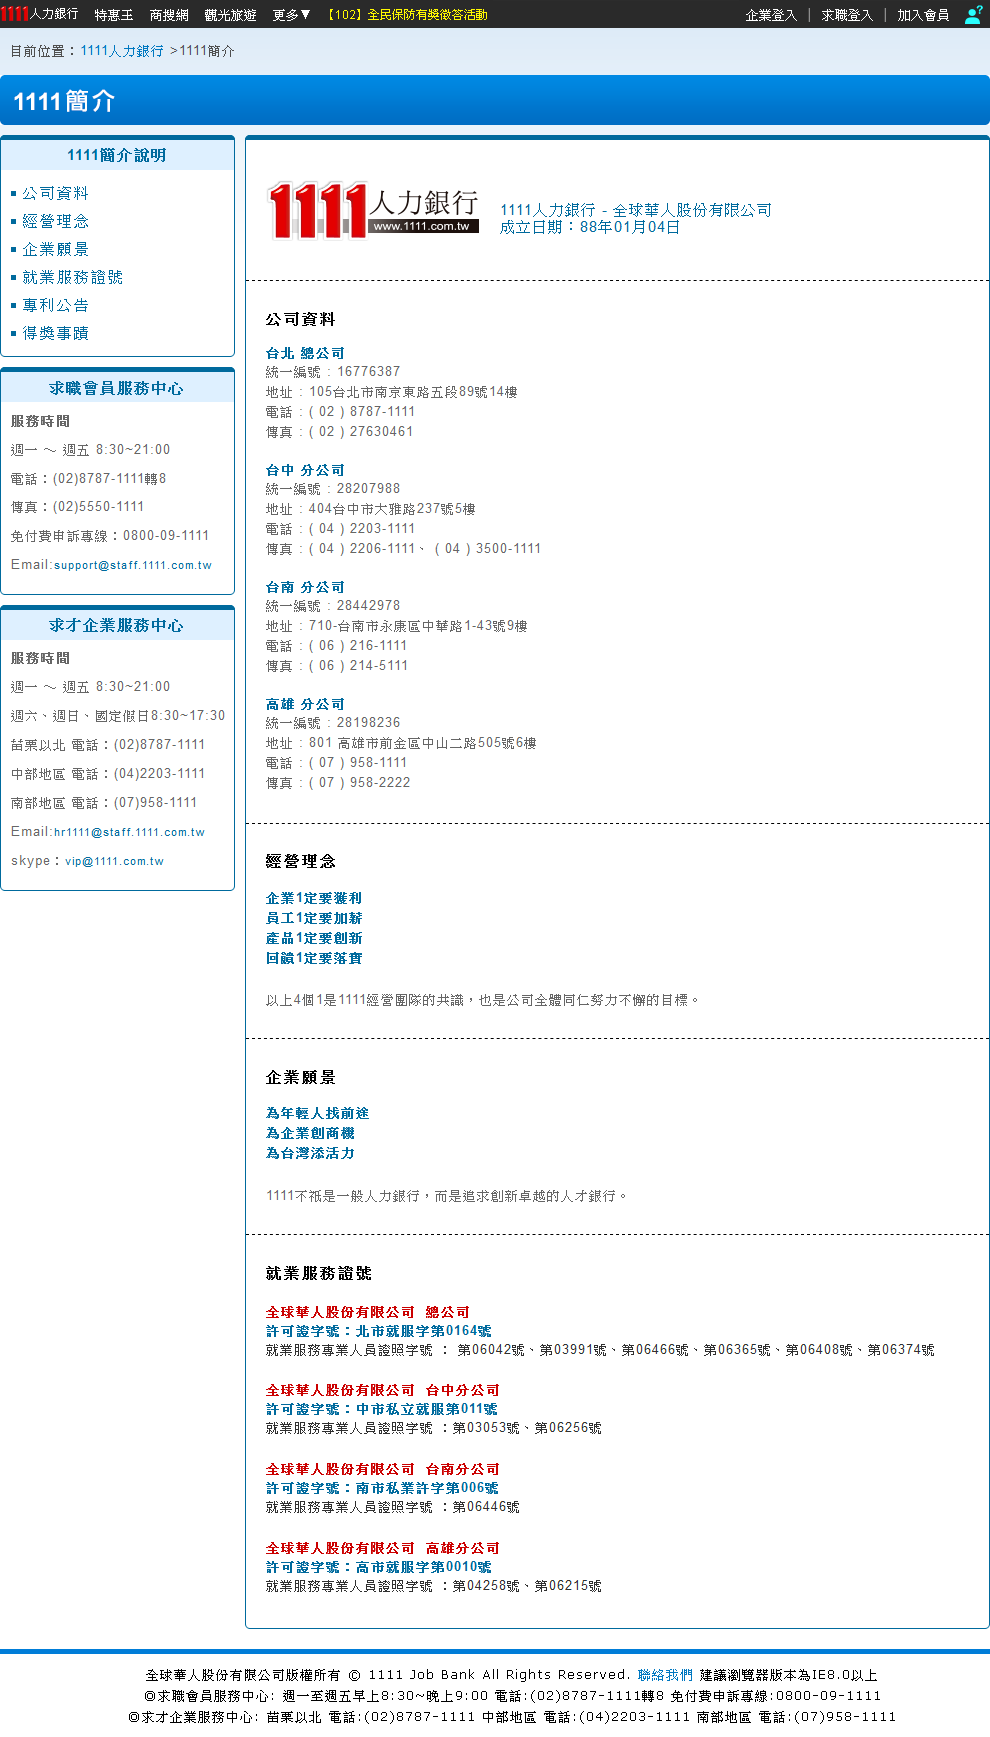 1111人力銀行 特惠王 商搜網 觀光旅遊 更多▼ 【102】全民保防有獎徵答活動 企業登入 | 求職登入 | 加入會員
目前位置：1111人力銀行 >1111簡介
1111簡介
1111簡介說明
公司資料
經營理念
企業願景
就業服務證號
專利公告
得獎事蹟
求職會員服務中心
服務時間
週一 ～ 週五 8:30~21:00
電話：(02)8787-1111轉8
傳真：(02)5550-1111
免付費申訴專線：0800-09-1111
Email:support@staff.1111.com.tw
求才企業服務中心
服務時間
週一 ～ 週五 8:30~21:00
週六、週日、國定假日8:30~17:30
苗栗以北 電話：(02)8787-1111
中部地區 電話：(04)2203-1111
南部地區 電話：(07)958-1111
Email:hr1111@staff.1111.com.tw
skype：vip@1111.com.tw
1111人力銀行
www.1111.com.tw
1111人力銀行 - 全球華人股份有限公司
成立日期：88年01月04日
公司資料
台北 總公司
統一編號 : 16776387
地址 : 105台北市南京東路五段89號14樓
電話 : ( 02 ) 8787-1111
傳真 : ( 02 ) 27630461
台中 分公司
統一編號 : 28207988
地址 : 404台中市大雅路237號5樓
電話 : ( 04 ) 2203-1111
傳真 : ( 04 ) 2206-1111、 ( 04 ) 3500-1111
台南 分公司
統一編號 : 28442978
地址 : 710-台南市永康區中華路1-43號9樓
電話 : ( 06 ) 216-1111
傳真 : ( 06 ) 214-5111
高雄 分公司
統一編號 : 28198236
地址 : 801 高雄市前金區中山二路505號6樓
電話 : ( 07 ) 958-1111
傳真 : ( 07 ) 958-2222
經營理念
企業1定要獲利
員工1定要加薪
產品1定要創新
回饋1定要落實
以上4個1是1111經營團隊的共識，也是公司全體同仁努力不懈的目標。
企業願景
為年輕人找前途
為企業創商機
為台灣添活力
1111不祇是一般人力銀行，而是追求創新卓越的人才銀行。
就業服務證號
全球華人股份有限公司 總公司
許可證字號：北市就服字第0164號
就業服務專業人員證照字號 ： 第06042號、第03991號、第06466號、第06365號、第06408號、第06374號
全球華人股份有限公司 台中分公司
許可證字號：中市私立就服第011號
就業服務專業人員證照字號 ：第03053號、第06256號
全球華人股份有限公司 台南分公司
許可證字號：南市私業許字第006號
就業服務專業人員證照字號 ：第06446號
全球華人股份有限公司 高雄分公司
許可證字號：高市就服字第0010號
就業服務專業人員證照字號 ：第04258號、第06215號
全球華人股份有限公司版權所有 © 1111 Job Bank All Rights Reserved. 聯絡我們 建議瀏覽器版本為IE8.0以上
◎求職會員服務中心: 週一至週五早上8:30~晚上9:00 電話:(02)8787-1111轉8 免付費申訴專線:0800-09-1111
◎求才企業服務中心: 苗栗以北 電話:(02)8787-1111 中部地區 電話:(04)2203-1111 南部地區 電話:(07)958-1111